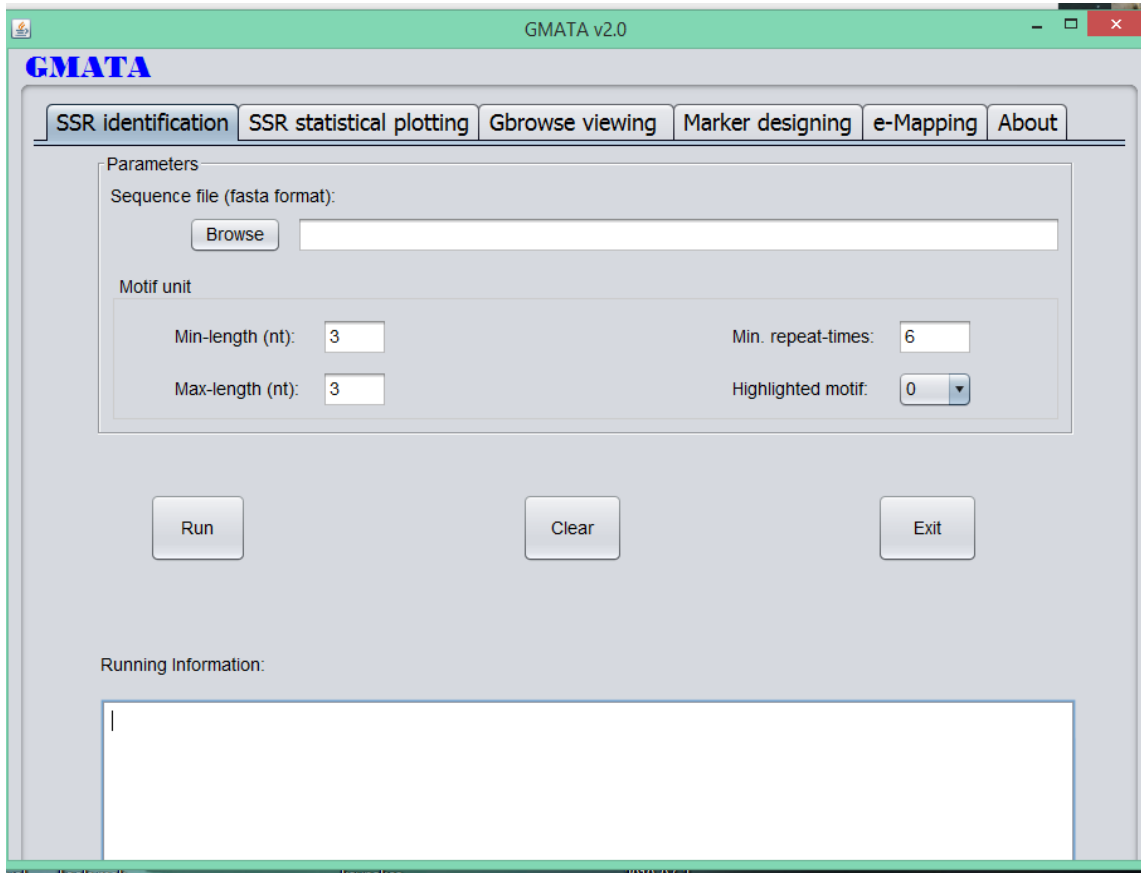 GMATA v2.0
GMATA
SSR identification SSR statistical plotting Gbrowse viewing Marker designing e-Mapping About
Parameters
Sequence file (fasta format):
Browse
Motif unit
Min-length (nt): 3 Min. repeat-times: 6
Max-length (nt): 3 Highlighted motif: 0
Run Clear Exit
Running Information: